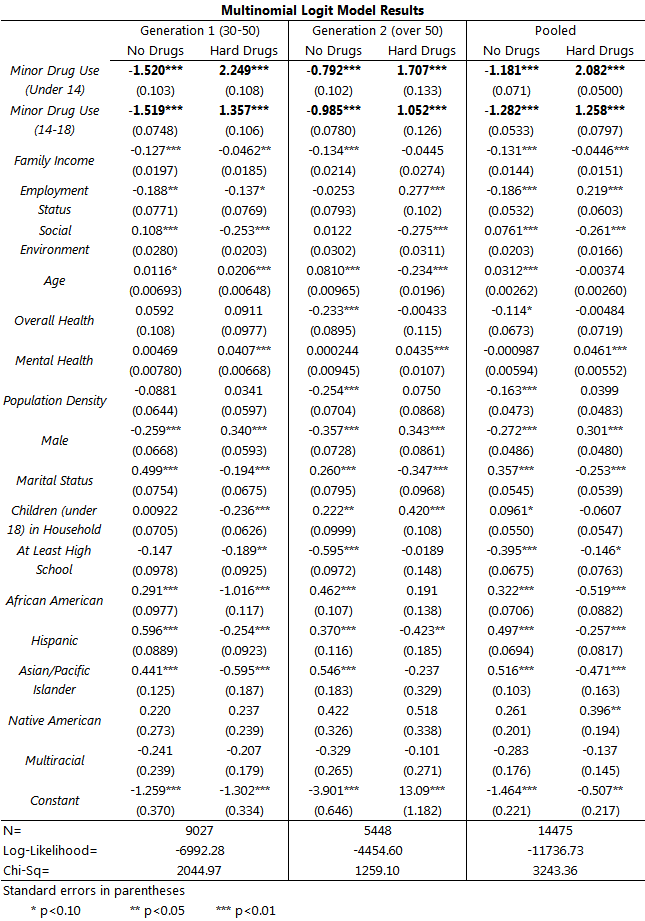 Multinomial Logit Model Results
Generation 1 (30-50) Generation 2 (over 50) Pooled
No Drugs Hard Drugs No Drugs Hard Drugs No Drugs Hard Drugs
Minor Drug Use -1.520*** 2.249*** -0.792*** 1.707*** -1.181*** 2.082***
(Under 14) (0.103) (0.108) (0.102) (0.133) (0.071) (0.0500)
Minor Drug Use -1.519*** 1.357*** -0.985*** 1.052*** -1.282*** 1.258***
(14-18) (0.0748) (0.106) (0.0780) (0.126) (0.0533) (0.0797)
Family Income -0.127*** -0.0462** -0.134*** -0.0445 -0.131*** -0.0446***
(0.0197) (0.0185) (0.0214) (0.0274) (0.0144) (0.0151)
Employment -0.188** -0.137* -0.0253 0.277*** -0.186*** 0.219***
Status (0.0771) (0.0769) (0.0793) (0.102) (0.0532) (0.0603)
Social 0.108*** -0.253*** 0.0122 -0.275*** 0.0761*** -0.261***
Environment (0.0280) (0.0203) (0.0302) (0.0311) (0.0203) (0.0166)
Age 0.0116* 0.0206*** 0.0810*** -0.234*** 0.0312*** -0.00374
(0.00693) (0.00648) (0.00965) (0.0196) (0.00262) (0.00260)
Overall Health 0.0592 0.0911 -0.233*** -0.00433 -0.114* -0.00484
(0.108) (0.0977) (0.0895) (0.115) (0.0673) (0.0719)
Mental Health 0.00469 0.0407*** 0.000244 0.0435*** -0.000987 0.0461***
(0.00780) (0.00668) (0.00945) (0.0107) (0.00594) (0.00552)
Population Density -0.0881 0.0341 -0.254*** 0.0750 -0.163*** 0.0399
(0.0644) (0.0597) (0.0704) (0.0868) (0.0473) (0.0483)
Male -0.259*** 0.340*** -0.357*** 0.343*** -0.272*** 0.301***
(0.0668) (0.0593) (0.0728) (0.0861) (0.0486) (0.0480)
Marital Status 0.499*** -0.194*** 0.260*** -0.347*** 0.357*** -0.253***
(0.0754) (0.0675) (0.0795) (0.0968) (0.0545) (0.0539)
Children (under 0.00922 -0.236*** 0.222** 0.420*** 0.0961* -0.0607
18) in Household (0.0705) (0.0626) (0.0999) (0.108) (0.0550) (0.0547)
At Least High -0.147 -0.189** -0.595*** -0.0189 -0.395*** -0.146*
School (0.0978) (0.0925) (0.0972) (0.148) (0.0675) (0.0763)
African American 0.291*** -1.016*** 0.462*** 0.191 0.322*** -0.519***
(0.0977) (0.117) (0.107) (0.138) (0.0706) (0.0882)
Hispanic 0.596*** -0.254*** 0.370*** -0.423** 0.497*** -0.257***
(0.0889) (0.0923) (0.116) (0.185) (0.0694) (0.0817)
Asian/Pacific 0.441*** -0.595*** 0.546*** -0.237 0.516*** -0.471***
Islander (0.125) (0.187) (0.183) (0.329) (0.103) (0.163)
Native American 0.220 0.237 0.422 0.518 0.261 0.396**
(0.273) (0.239) (0.326) (0.338) (0.201) (0.194)
Multiracial -0.241 -0.207 -0.329 -0.101 -0.283 -0.137
(0.239) (0.179) (0.265) (0.271) (0.176) (0.145)
Constant -1.259*** -1.302*** -3.901*** 13.09*** -1.464*** -0.507**
(0.370) (0.334) (0.646) (1.182) (0.221) (0.217)
N= 9027 5448 14475
Log-Likelihood= -6992.28 -4454.60 -11736.73
Chi-Sq= 2044.97 1259.10 3243.36
Standard errors in parentheses
* p<0.10 ** p<0.05 *** p<0.01